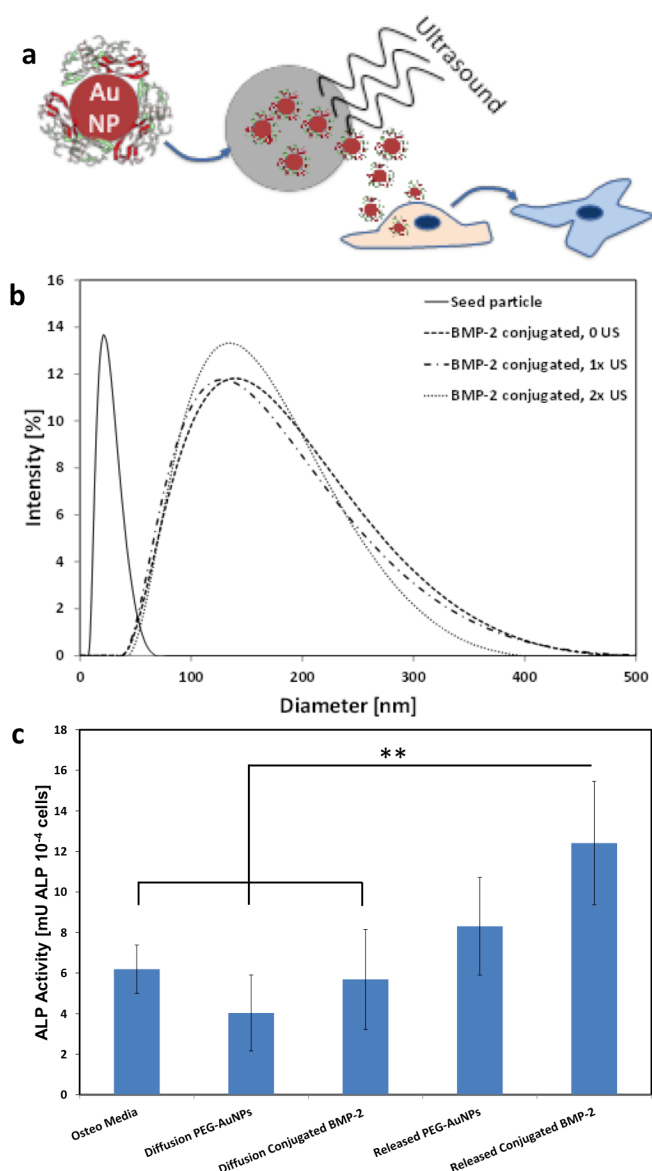 a
Au
NP
Ultrasound
b
16
14
12
10
8
6
4
2
0
Intensity [%]
Seed particle
BMP-2 conjugated, 0 US
BMP-2 conjugated, 1x US
BMP-2 conjugated, 2x US
0
100
200
300
400
500
Diameter [nm]
c
18
16
14
12
10
8
6
4
2
0
ALP Activity [mU ALP 10⁻⁴ cells]
**
Osteo Media
Diffusion PEG-AuNPs
Diffusion Conjugated BMP-2
Released PEG-AuNPs
Released Conjugated BMP-2